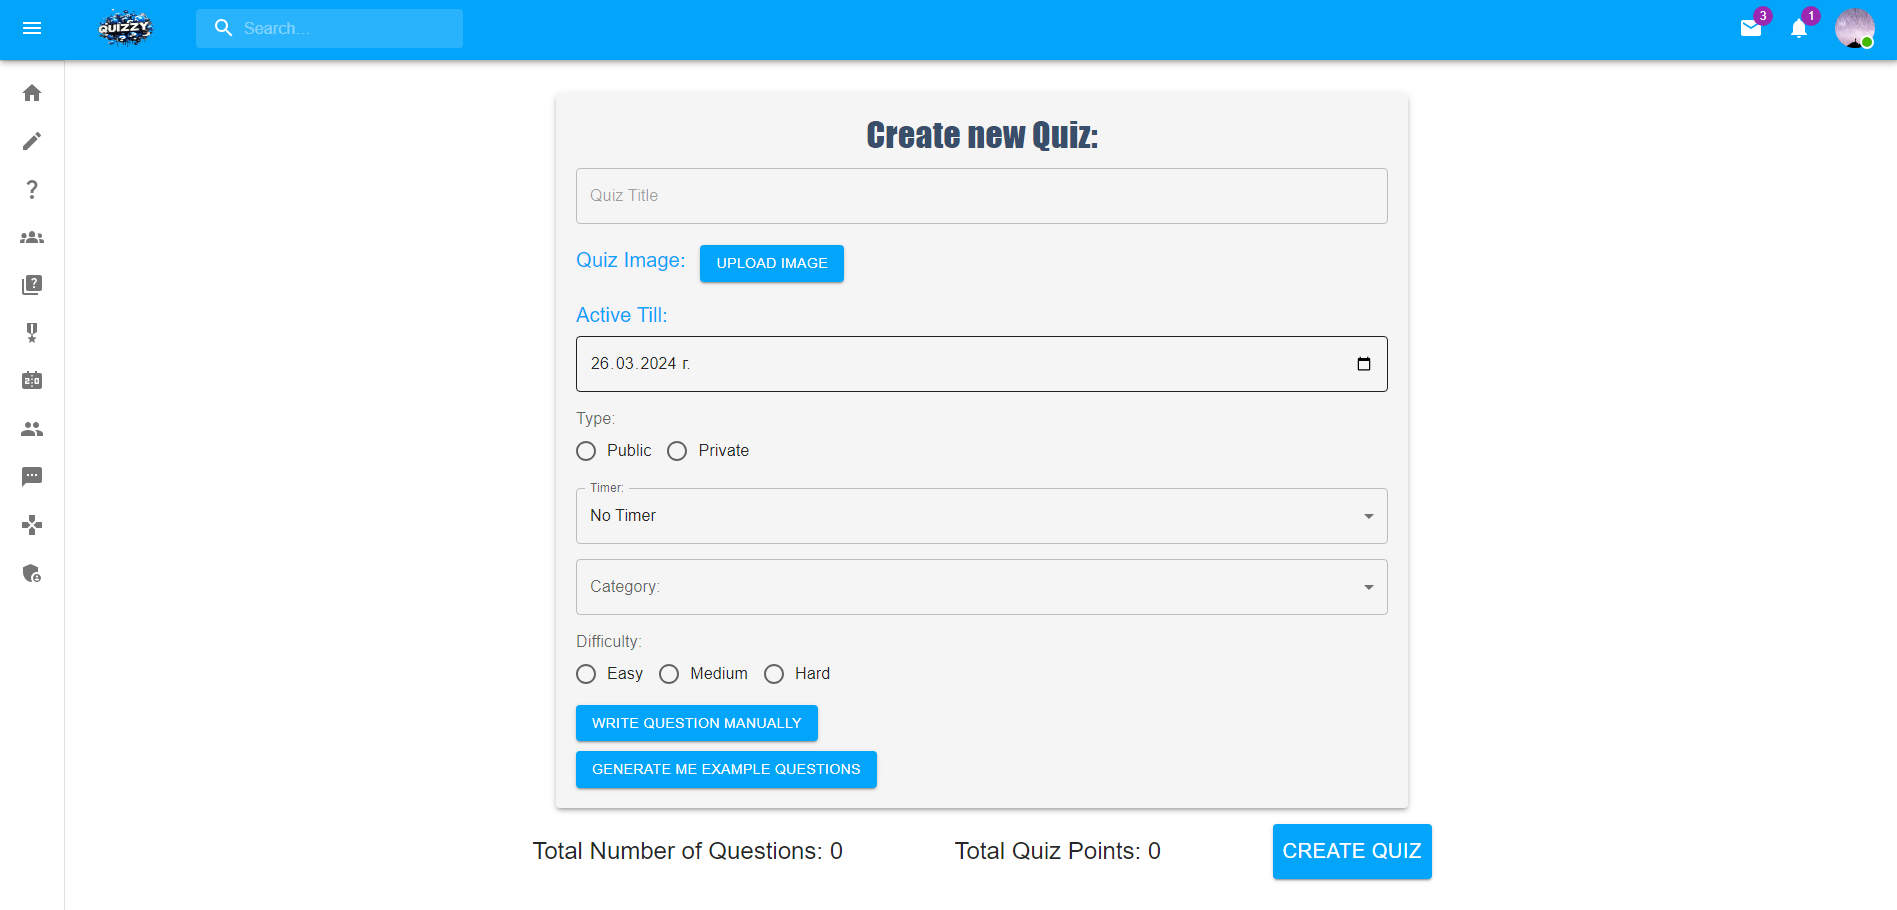 QUIZZY
?
Search...
3
1
?
?
2:0
Create new Quiz:
Quiz Title
Quiz Image:
UPLOAD IMAGE
Active Till:
26.03.2024 г.
Type:
Public
Private
Timer:
No Timer
Category:
Difficulty:
Easy
Medium
Hard
WRITE QUESTION MANUALLY
GENERATE ME EXAMPLE QUESTIONS
Total Number of Questions: 0
Total Quiz Points: 0
CREATE QUIZ